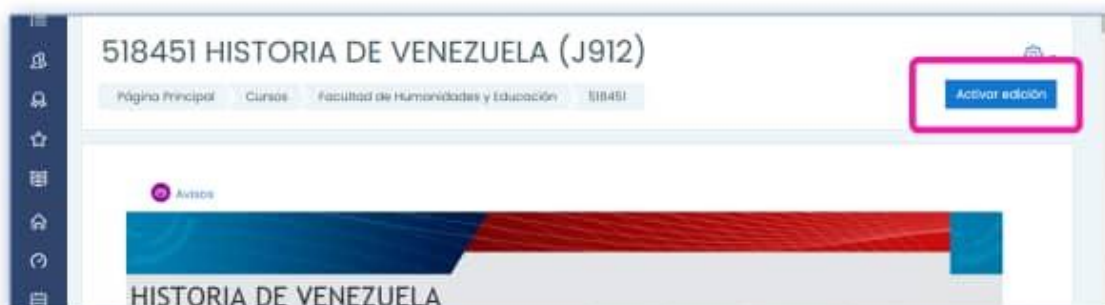 518451 HISTORIA DE VENEZUELA (J912)
Página Principal Cursos Facultad de Humanidades y Educación 518451
Activar edición
Avisos
HISTORIA DE VENEZUELA